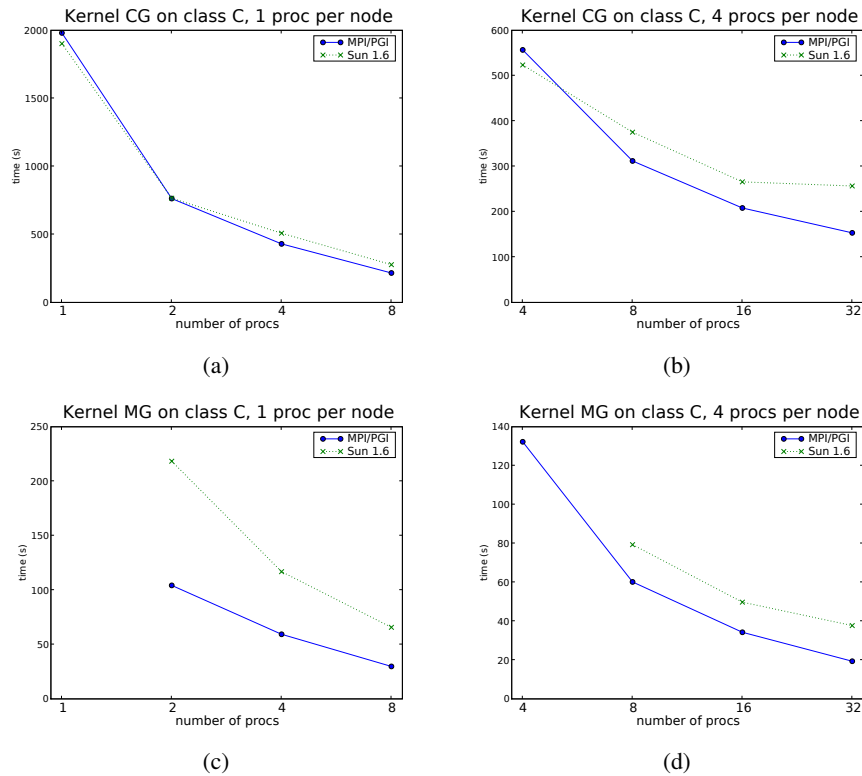 Kernel CG on class C, 1 proc per node
2000
1500
1000
500
0
time (s)
MPI/PGI
Sun 1.6
1 2 4 8
number of procs
(a)
Kernel CG on class C, 4 procs per node
600
500
400
300
200
100
0
time (s)
MPI/PGI
Sun 1.6
4 8 16 32
number of procs
(b)
Kernel MG on class C, 1 proc per node
250
200
150
100
50
0
time (s)
MPI/PGI
Sun 1.6
1 2 4 8
number of procs
(c)
Kernel MG on class C, 4 procs per node
140
120
100
80
60
40
20
0
time (s)
MPI/PGI
Sun 1.6
4 8 16 32
number of procs
(d)